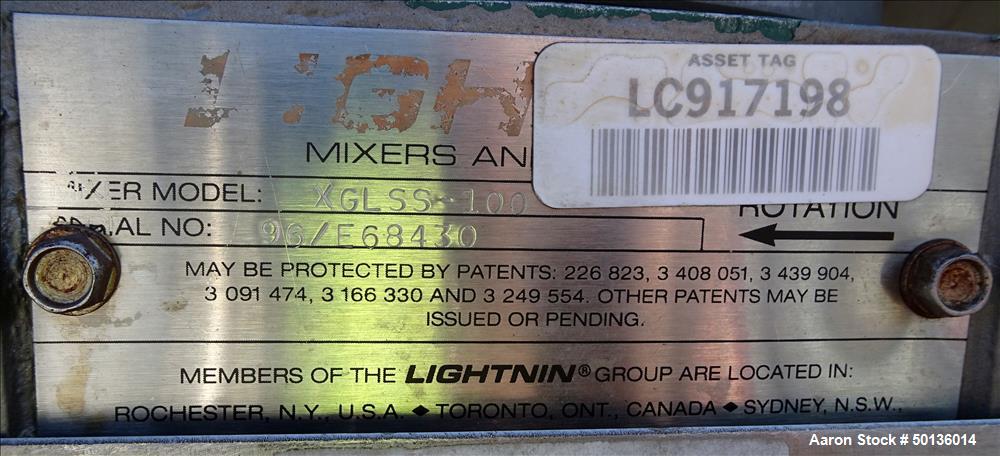 LIGH
ASSET TAG
LC917198
MIXERS AN
XER MODEL: XGLSS-100
AL NO: 96/E68430
ROTATION
MAY BE PROTECTED BY PATENTS: 226 823, 3 408 051, 3 439 904,
3 091 474, 3 166 330 AND 3 249 554. OTHER PATENTS MAY BE
ISSUED OR PENDING.
MEMBERS OF THE LIGHTNIN® GROUP ARE LOCATED IN:
ROCHESTER, N.Y., U.S.A. ◆ TORONTO, ONT., CANADA ◆ SYDNEY, N.S.W.,
Aaron Stock # 50136014